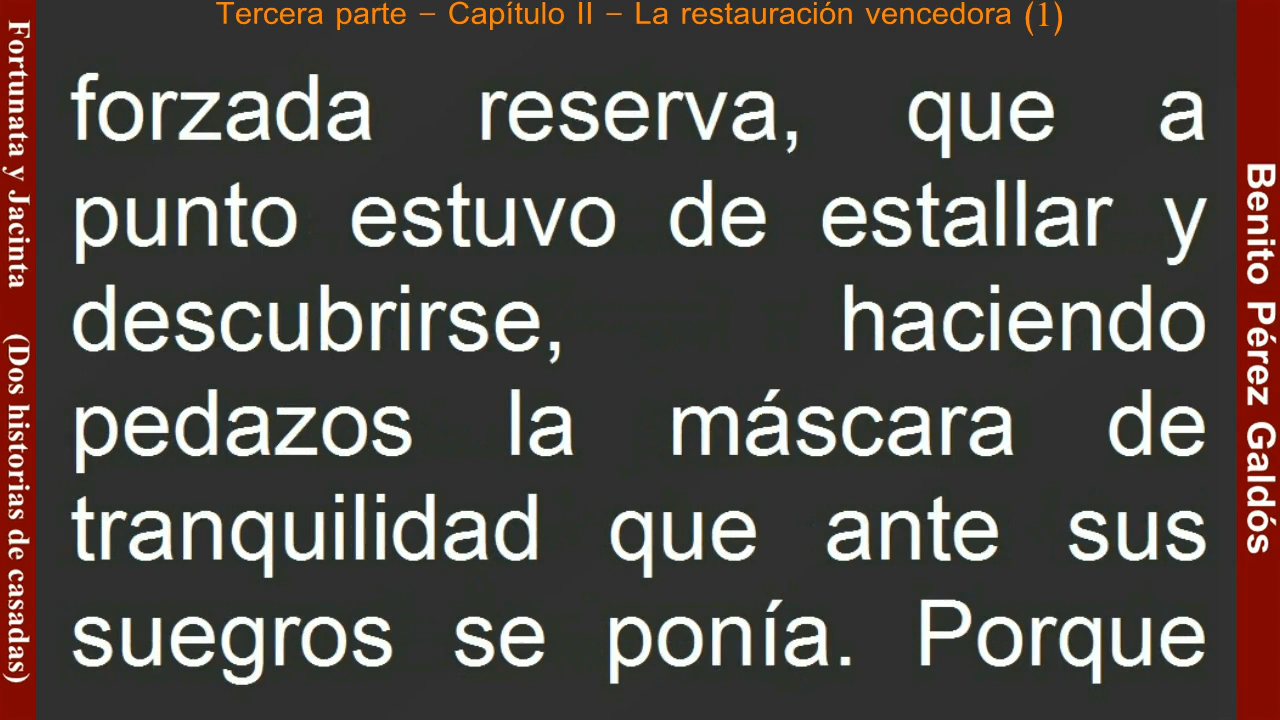 Tercera parte – Capítulo II – La restauración vencedora (1)
forzada reserva, que a
punto estuvo de estallar y
descubrirse, haciendo
pedazos la máscara de
tranquilidad que ante sus
suegros se ponía. Porque
Fortunata y Jacinta (Dos historias de casadas)
Benito Pérez Galdós